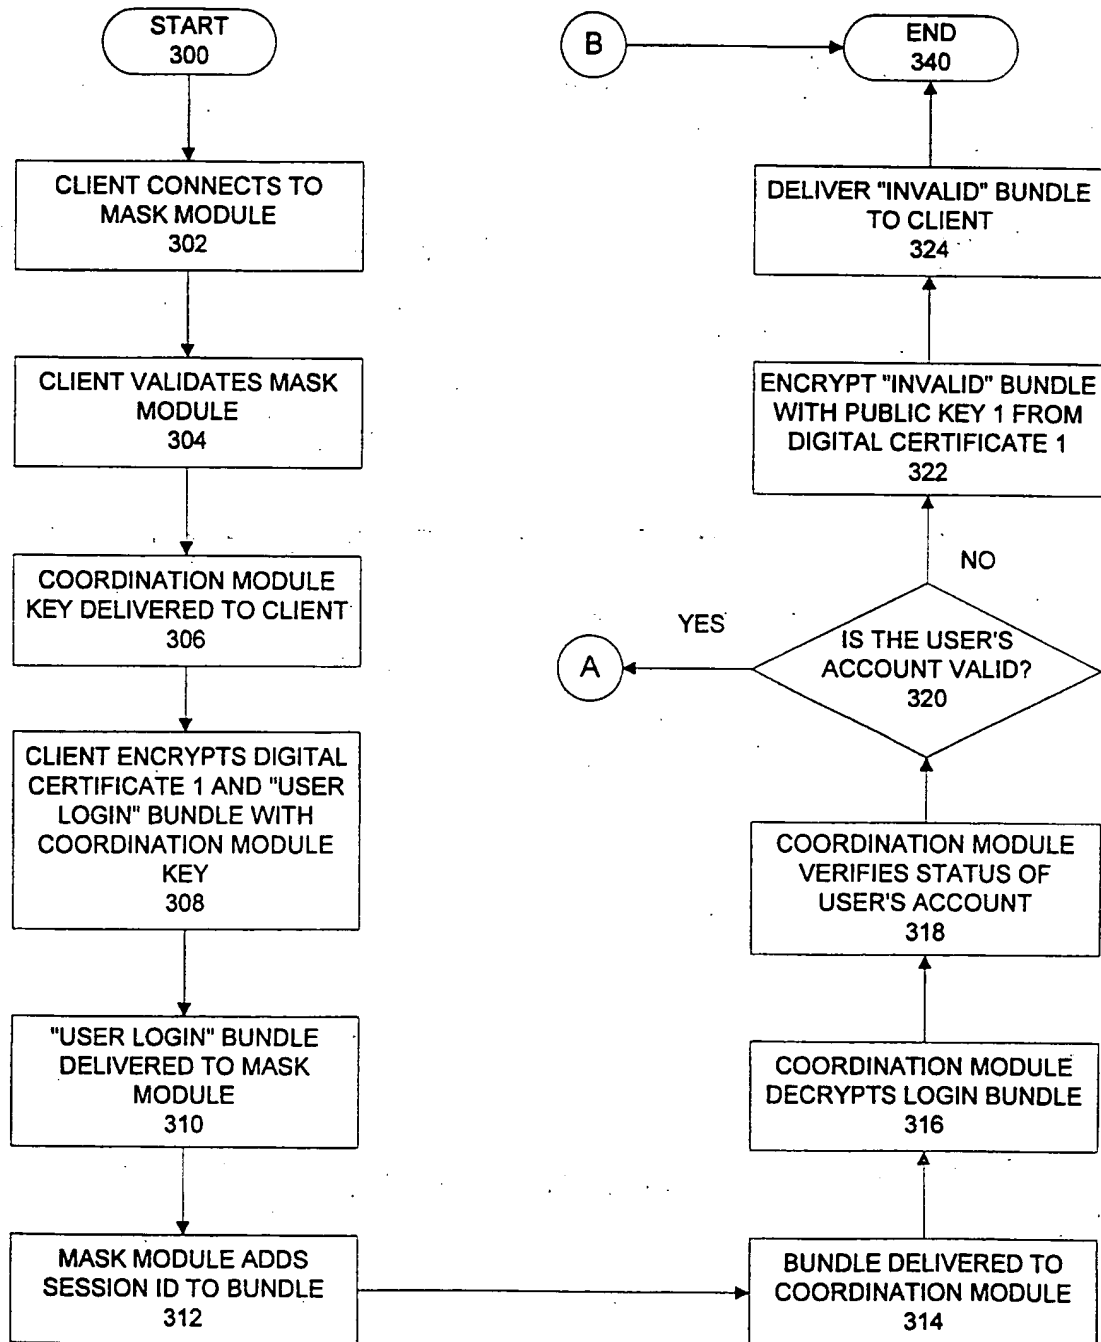 START
300
CLIENT CONNECTS TO
MASK MODULE
302
CLIENT VALIDATES MASK
MODULE
304
COORDINATION MODULE
KEY DELIVERED TO CLIENT
306
CLIENT ENCRYPTS DIGITAL
CERTIFICATE 1 AND "USER
LOGIN" BUNDLE WITH
COORDINATION MODULE
KEY
308
"USER LOGIN" BUNDLE
DELIVERED TO MASK
MODULE
310
MASK MODULE ADDS
SESSION ID TO BUNDLE
312
BUNDLE DELIVERED TO
COORDINATION MODULE
314
COORDINATION MODULE
DECRYPTS LOGIN BUNDLE
316
COORDINATION MODULE
VERIFIES STATUS OF
USER'S ACCOUNT
318
IS THE USER'S
ACCOUNT VALID?
320
YES
A
NO
ENCRYPT "INVALID" BUNDLE
WITH PUBLIC KEY 1 FROM
DIGITAL CERTIFICATE 1
322
DELIVER "INVALID" BUNDLE
TO CLIENT
324
B
END
340